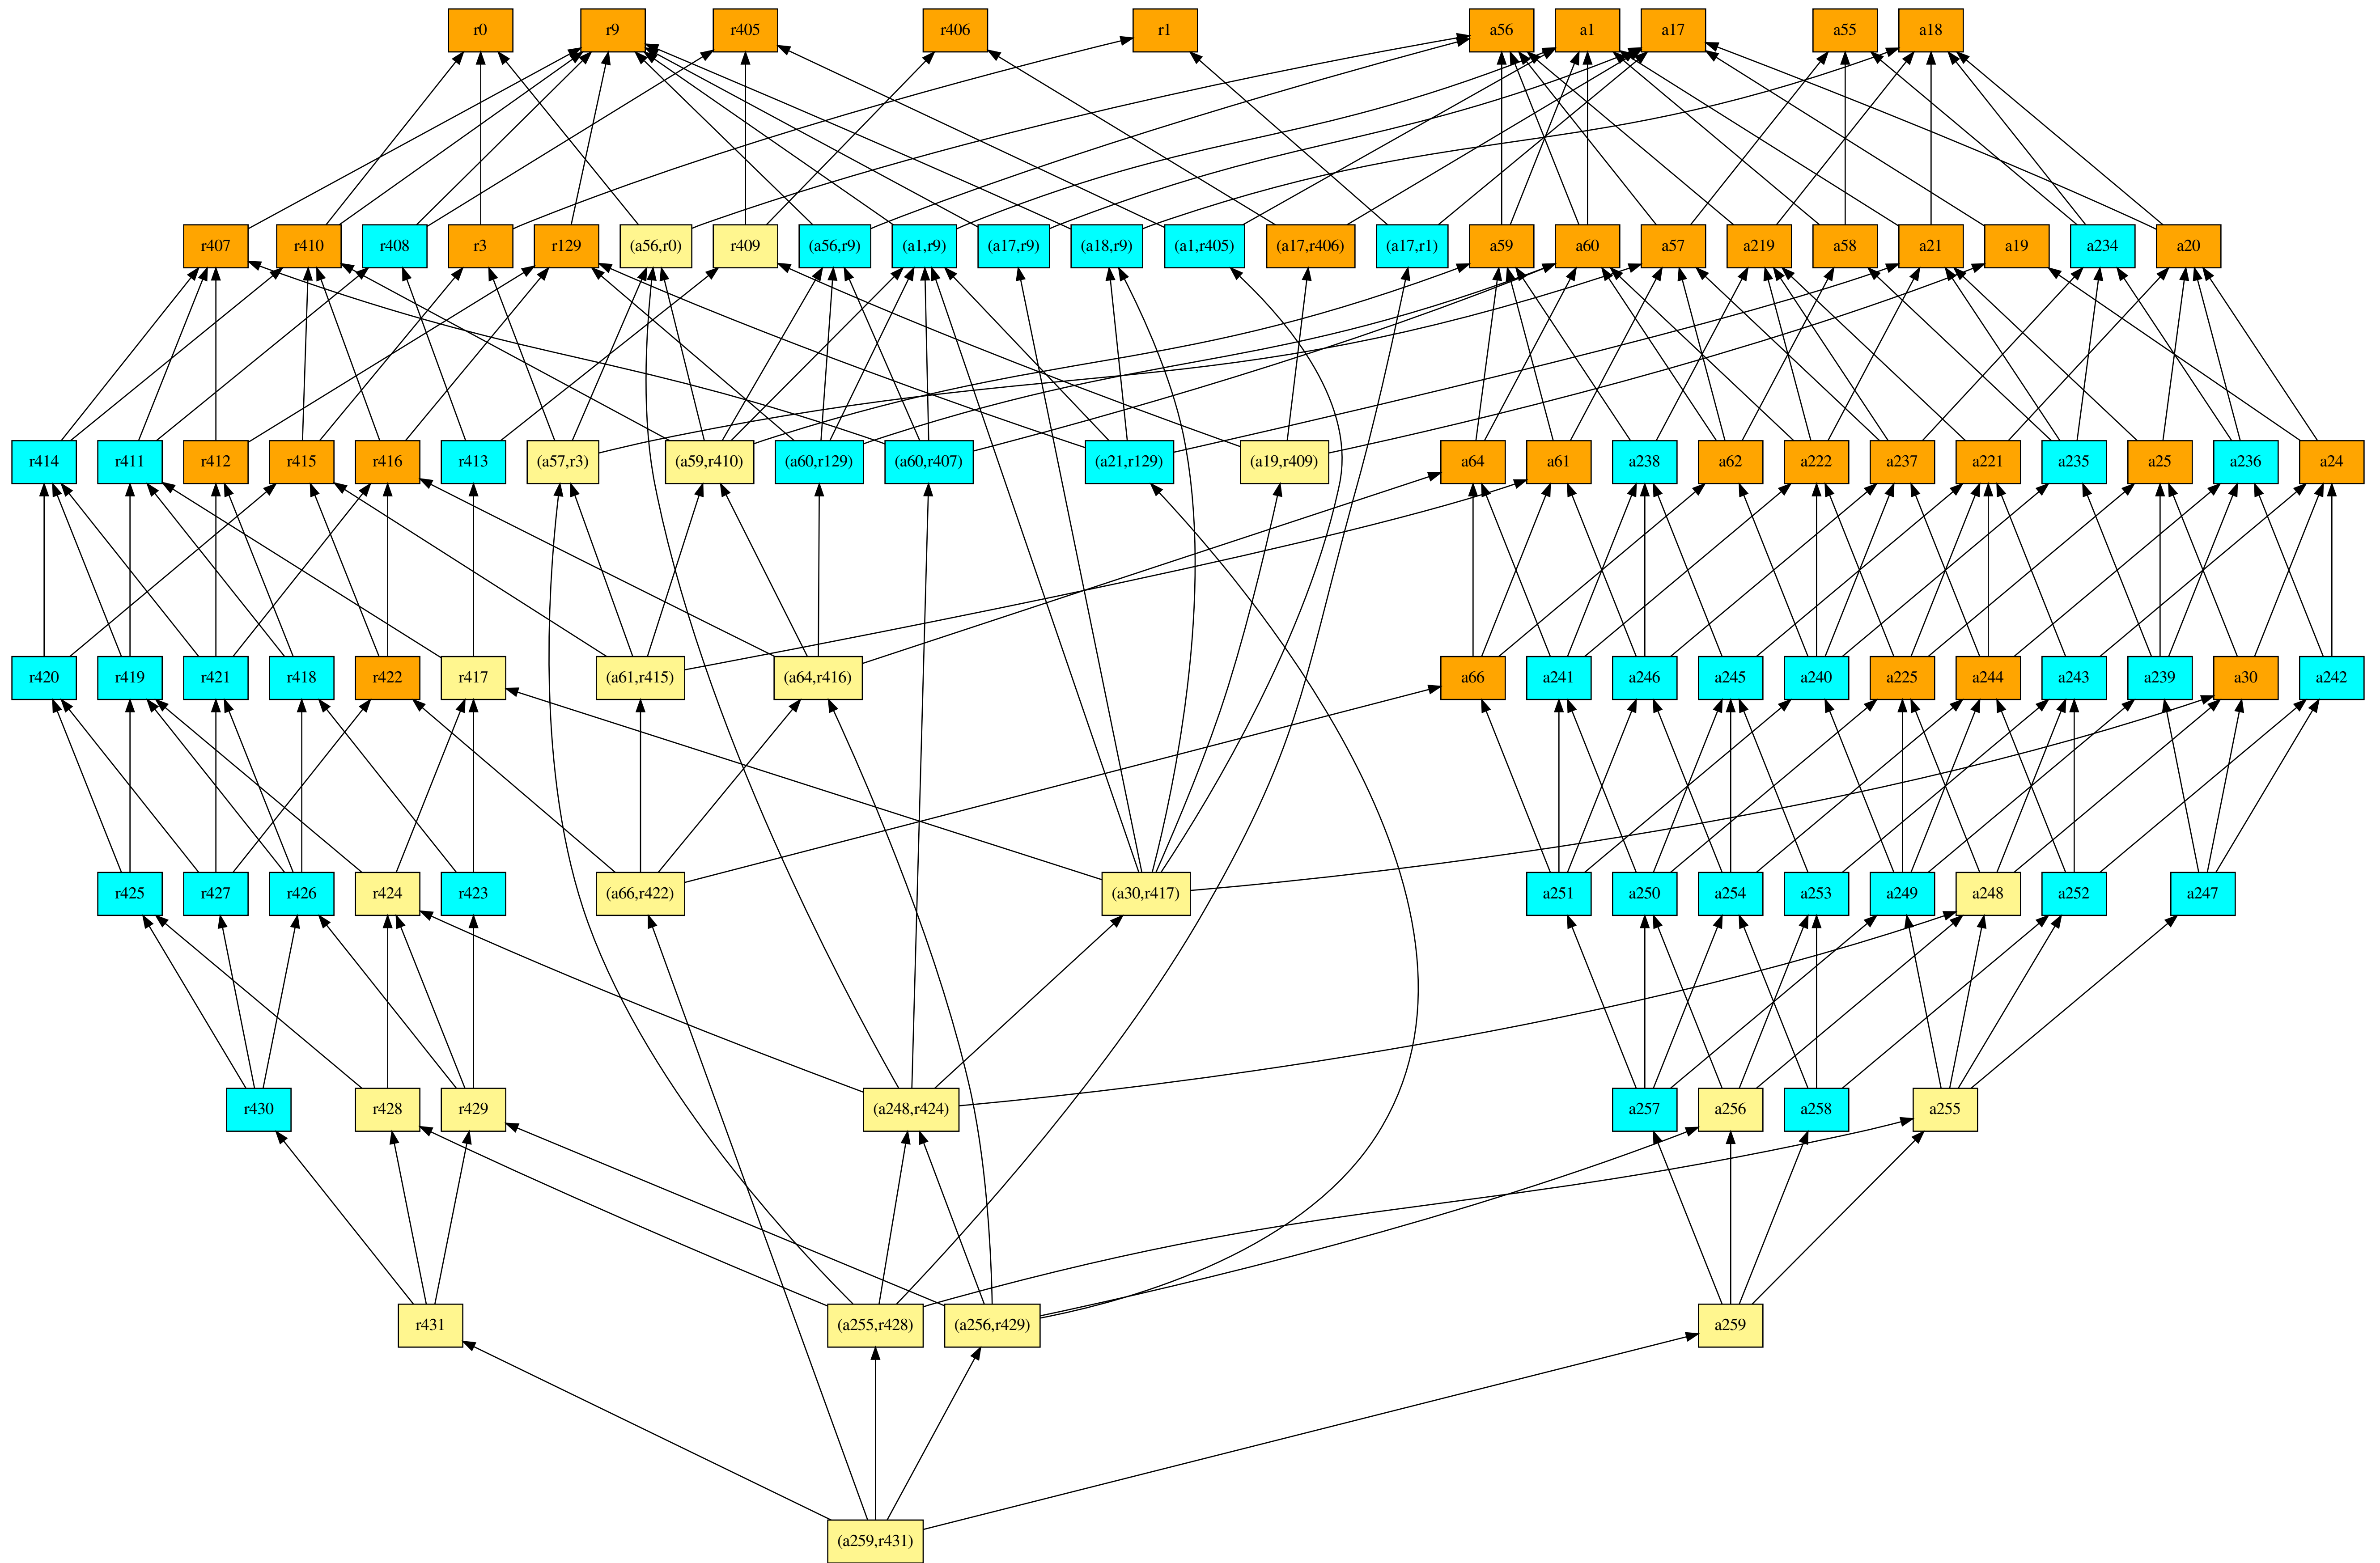 r0 r9 r405 r406 r1 a56 a1 a17 a55 a18
r407 r410 r408 r3 r129 (a56,r0) r409 (a56,r9) (a1,r9) (a17,r9) (a18,r9) (a1,r405) (a17,r406) (a17,r1) a59 a60 a57 a219 a58 a21 a19 a234 a20
r414 r411 r412 r415 r416 r413 (a57,r3) (a59,r410) (a60,r129) (a60,r407) (a21,r129) (a19,r409) a64 a61 a238 a62 a222 a237 a221 a235 a25 a236 a24
r420 r419 r421 r418 r422 r417 (a61,r415) (a64,r416) a66 a241 a246 a245 a240 a225 a244 a243 a239 a30 a242
r425 r427 r426 r424 r423 (a66,r422) (a30,r417) a251 a250 a254 a253 a249 a248 a252 a247
r430 r428 r429 (a248,r424) a257 a256 a258 a255
r431 (a255,r428) (a256,r429) a259
(a259,r431)